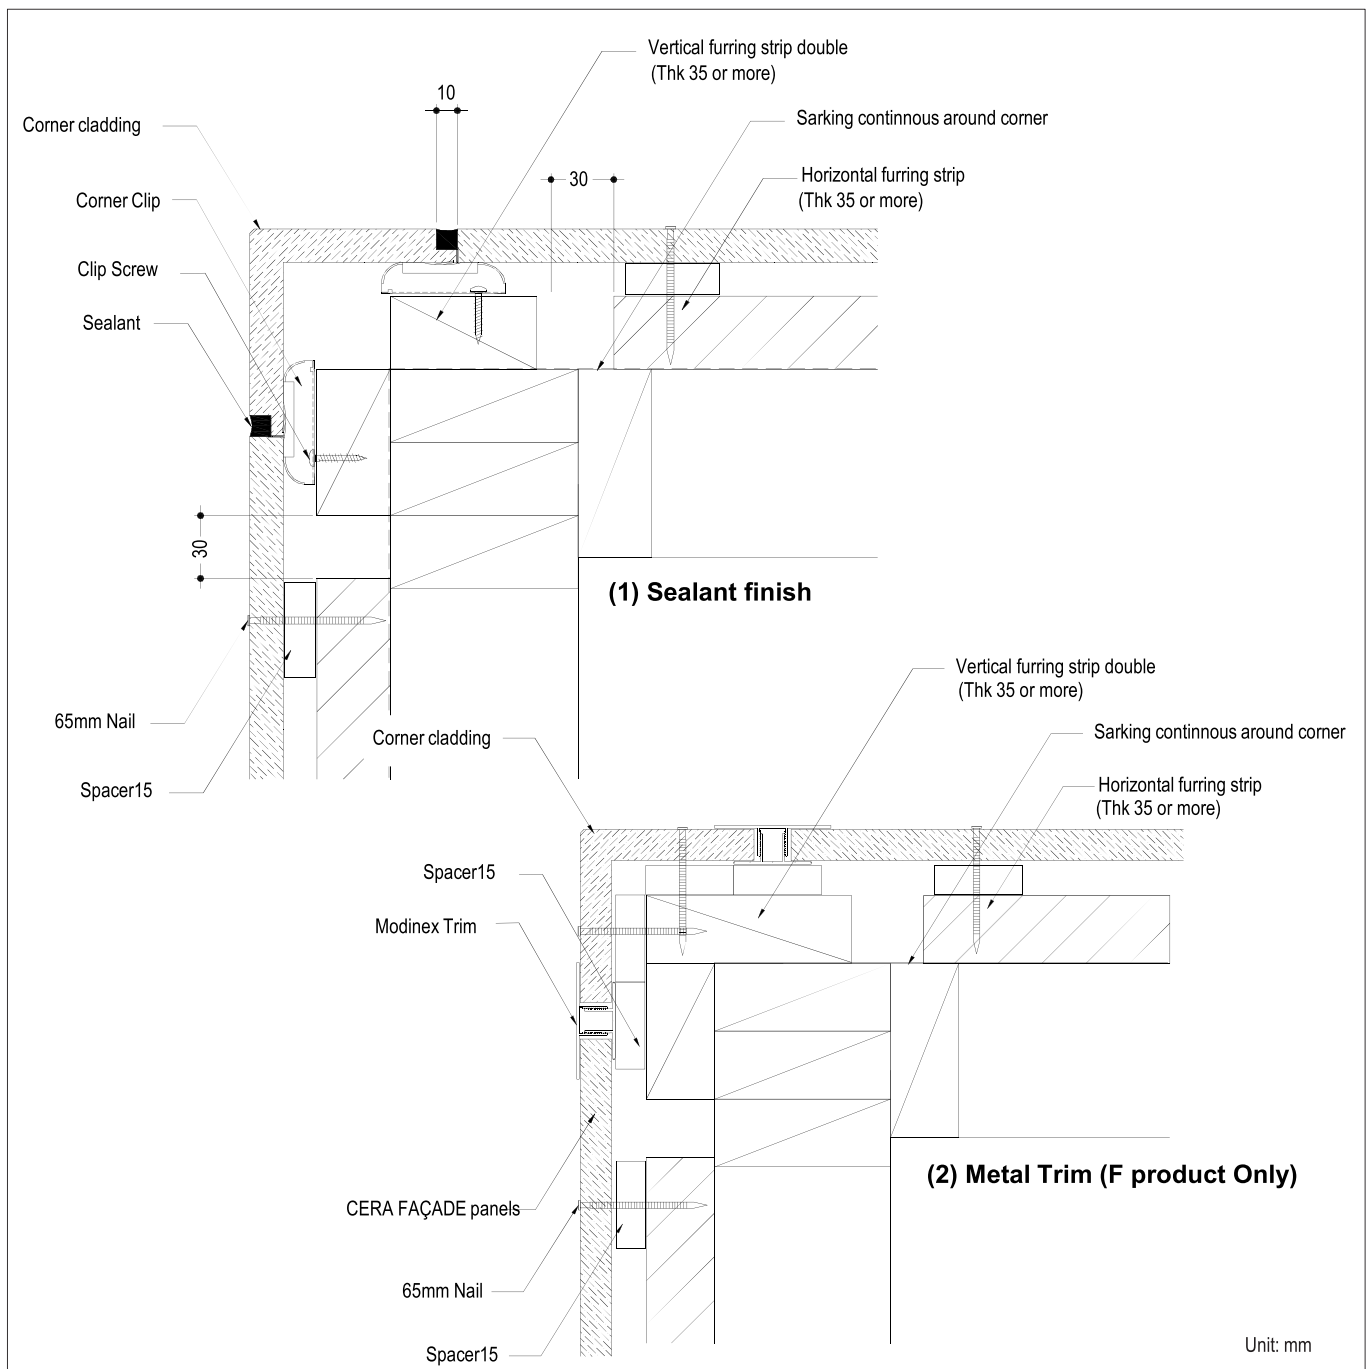 Vertical furring strip double
(Thk 35 or more)
10
Corner cladding
Sarking continnous around corner
30
Horizontal furring strip
(Thk 35 or more)
Corner Clip
Clip Screw
Sealant
30
(1) Sealant finish
65mm Nail
Spacer15
Vertical furring strip double
(Thk 35 or more)
Corner cladding
Sarking continnous around corner
Horizontal furring strip
(Thk 35 or more)
Spacer15
Modinex Trim
(2) Metal Trim (F product Only)
CERA FAÇADE panels
65mm Nail
Spacer15
Unit: mm